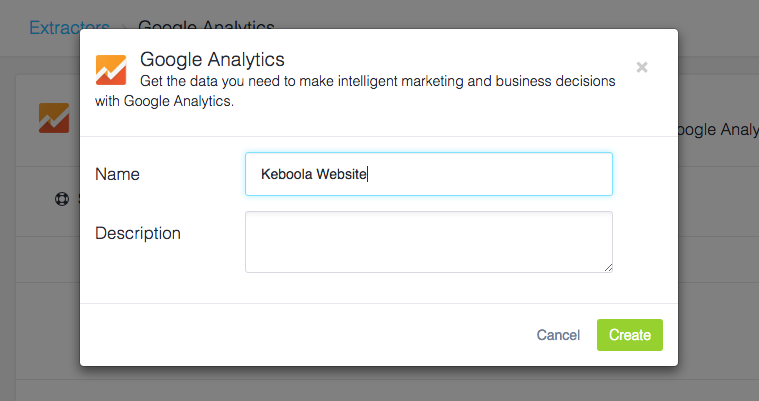 Extractors > Google Analytics
Google Analytics
Get the data you need to make intelligent marketing and business decisions
with Google Analytics.
oogle Analy
Name
Keboola Website
Description
Cancel
Create